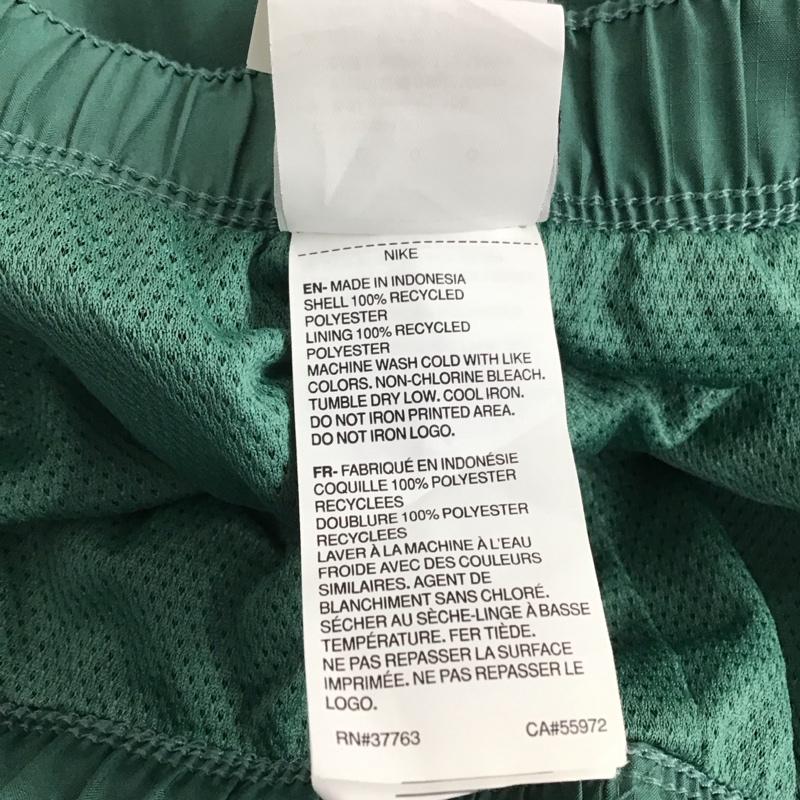 NIKE
EN- MADE IN INDONESIA
SHELL 100% RECYCLED
POLYESTER
LINING 100% RECYCLED
POLYESTER
MACHINE WASH COLD WITH LIKE
COLORS. NON-CHLORINE BLEACH.
TUMBLE DRY LOW. COOL IRON.
DO NOT IRON PRINTED AREA.
DO NOT IRON LOGO.
FR- FABRIQUÉ EN INDONÉSIE
COQUILLE 100% POLYESTER
RECYCLEES
DOUBLURE 100% POLYESTER
RECYCLEES
LAVER À LA MACHINE À L'EAU
FROIDE AVEC DES COULEURS
SIMILAIRES. AGENT DE
BLANCHIMENT SANS CHLORÉ.
SÉCHER AU SÈCHE-LINGE À BASSE
TEMPÉRATURE. FER TIÈDE.
NE PAS REPASSER LA SURFACE
IMPRIMÉE. NE PAS REPASSER LE
LOGO.
RN#37763 CA#55972